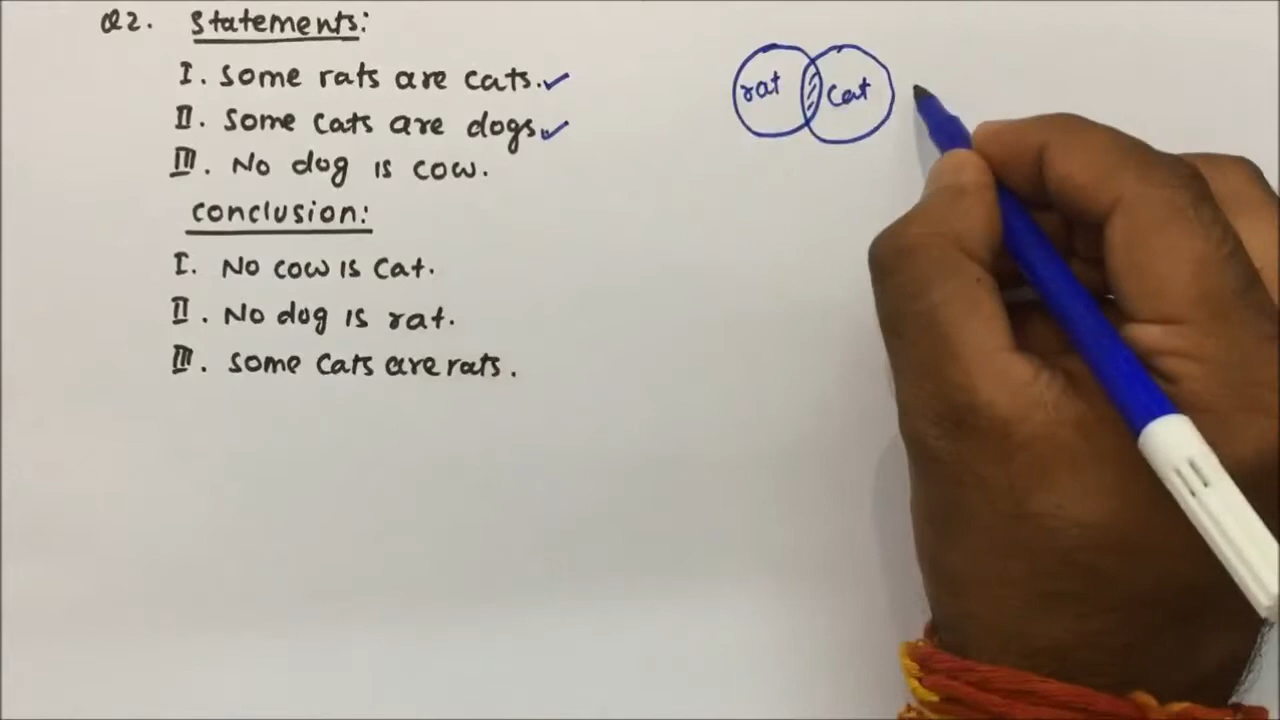 Q2. Statements:
I. Some rats are cats.✓
II. Some cats are dogs✓
III. No dog is cow.
conclusion:
I. No cow is cat.
II. No dog is rat.
III. Some cats are rats.
rat cat